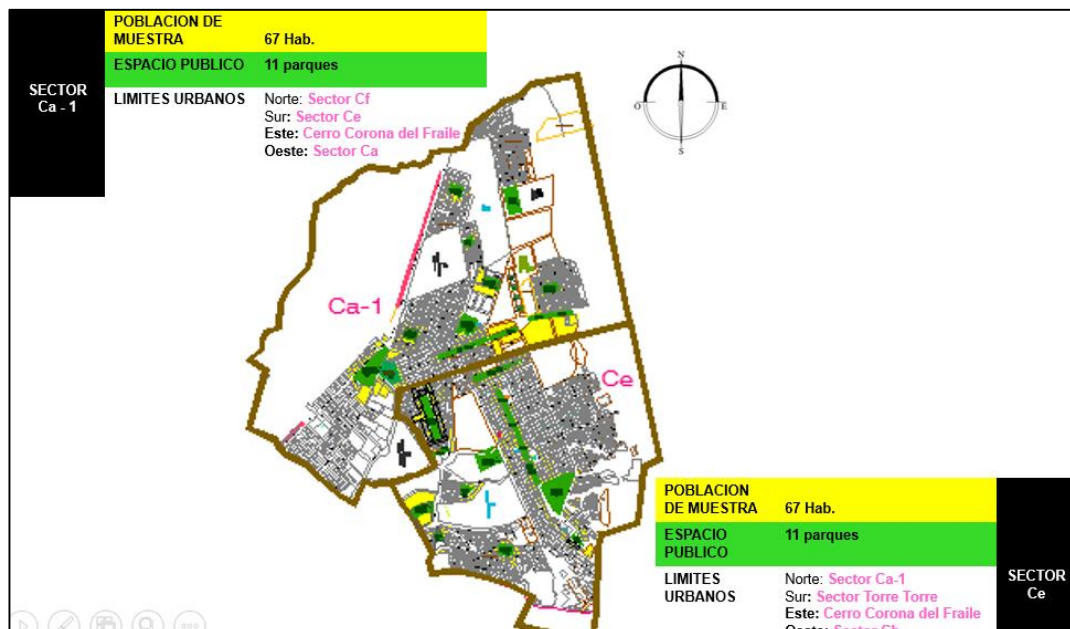 SECTOR
Ca - 1
POBLACION DE
MUESTRA 67 Hab.
ESPACIO PUBLICO 11 parques
LIMITES URBANOS Norte: Sector Cf
Sur: Sector Ce
Este: Cerro Corona del Fraile
Oeste: Sector Ca
N
O E
S
Ca-1
Ce
POBLACION
DE MUESTRA 67 Hab.
ESPACIO 11 parques
PUBLICO
LIMITES Norte: Sector Ca-1
URBANOS Sur: Sector Torre Torre
Este: Cerro Corona del Fraile
Oeste: Sector
SECTOR
Ce